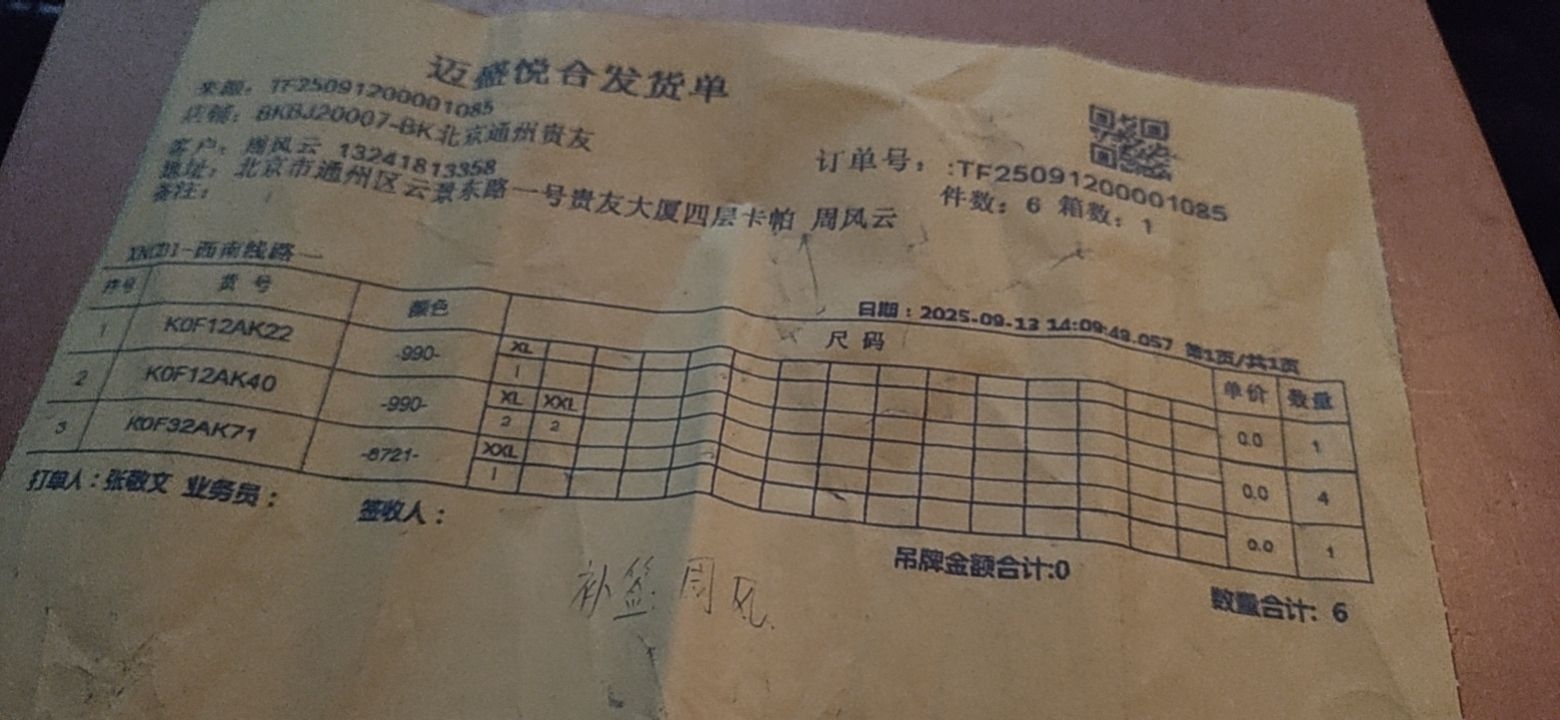 迈盛悦合发货单
来源：TF25091200001085
店铺：BKBJ20007-BK北京通州贵友
客户：周风云 13241813358
订单号：:TF25091200001085
地址：北京市通州区云景东路一号贵友大厦四层卡帕 周风云
件数：6 箱数：1
备注：
西南线路一
日期：2025-09-13 14:09:43.057 第1页/共1页
序号 货 号 颜色 尺 码 单价 数量
1 K0F12AK22 -990- XL 0.0 1
1
2 K0F12AK40 -990- XL XXL 0.0 4
2 2
3 K0F32AK71 -8721- XXL 0.0 1
1
打单人：张敬文 业务员： 签收人：
吊牌金额合计:0
数量合计: 6
补签 周风